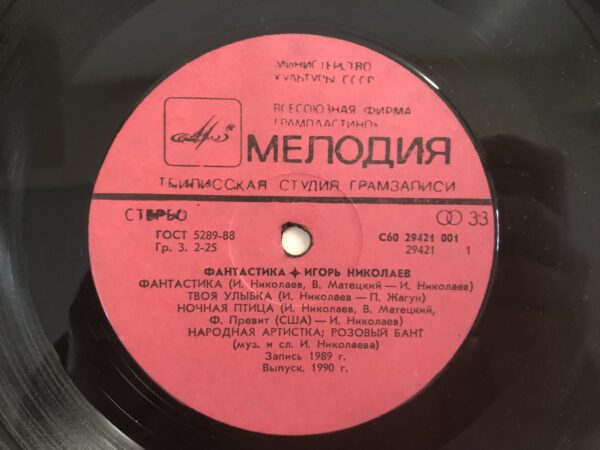 МИНИСТЕРСТВО
КУЛЬТУРЫ СССР
ВСЕСОЮЗНАЯ ФИРМА
ГРАМПЛАСТИНОК
МЕЛОДИЯ
ТБИЛИССКАЯ СТУДИЯ ГРАМЗАПИСИ
СТЕРЕО
33
ГОСТ 5289-88
С60 29421 001
Гр. 3. 2-25
29421 1
ФАНТАСТИКА ✦ ИГОРЬ НИКОЛАЕВ
ФАНТАСТИКА (И. Николаев, В. Матецкий — И. Николаев)
ТВОЯ УЛЫБКА (И. Николаев — П. Жагун)
НОЧНАЯ ПТИЦА (И. Николаев, В. Матецкий,
Ф. Превит (США) — И. Николаев)
НАРОДНАЯ АРТИСТКА; РОЗОВЫЙ БАНТ
(муз. и сл. И. Николаева)
Запись 1989 г.
Выпуск. 1990 г.